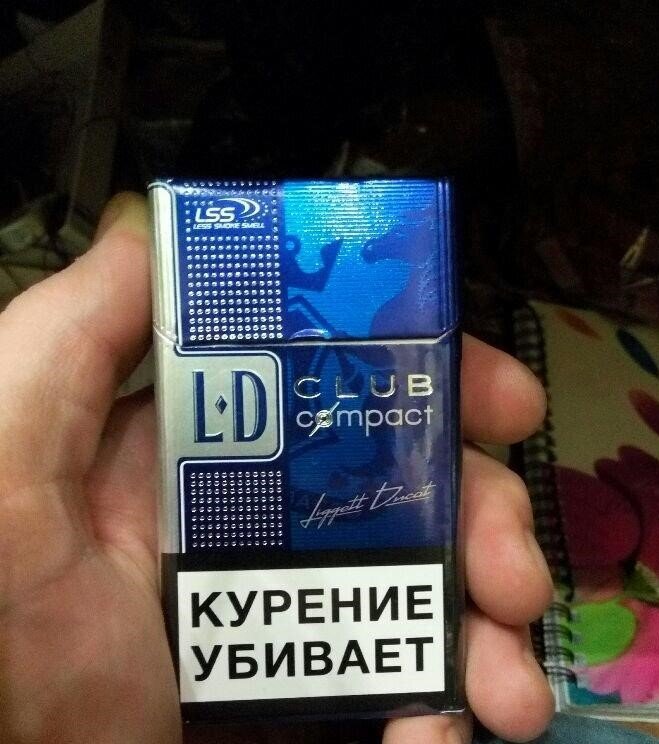 LSS
LESS SMOKE SMELL
L·D
CLUB
compact
Liggett Ducat
КУРЕНИЕ
УБИВАЕТ